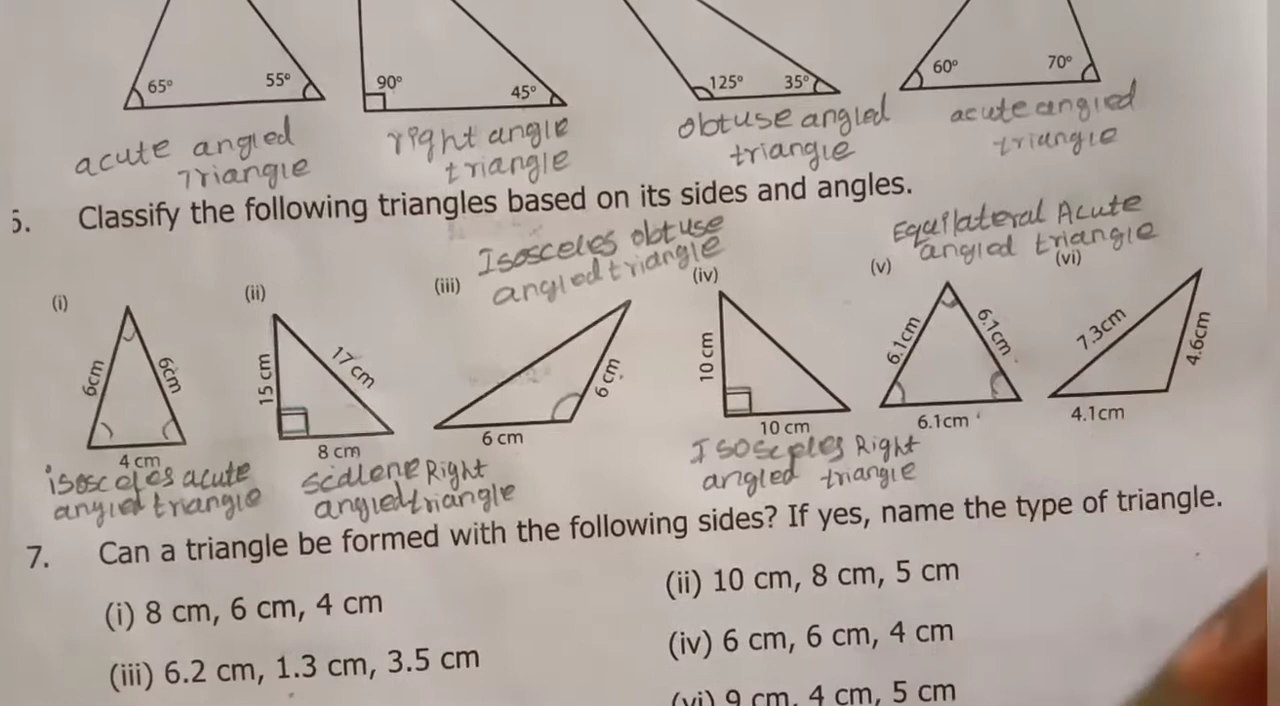 65° 55° 90° 45° 125° 35° 60° 70°
acute angled
Triangle
right angle
triangle
obtuse angled
triangle
acute angled
triangle
6. Classify the following triangles based on its sides and angles.
Isosceles obtuse
angled triangle
Equilateral Acute
angled triangle
(i) (ii) (iii) (iv) (v) (vi)
6cm 6cm
4 cm
15 cm 17 cm
8 cm
6 cm
6 cm
10 cm
10 cm
6.1cm 6.1cm
6.1cm
7.3cm 4.6cm
4.1cm
isosceles acute
angled triangle
scalene Right
angled triangle
Isosceles Right
angled triangle
7. Can a triangle be formed with the following sides? If yes, name the type of triangle.
(i) 8 cm, 6 cm, 4 cm
(ii) 10 cm, 8 cm, 5 cm
(iii) 6.2 cm, 1.3 cm, 3.5 cm
(iv) 6 cm, 6 cm, 4 cm
(vi) 9 cm, 4 cm, 5 cm